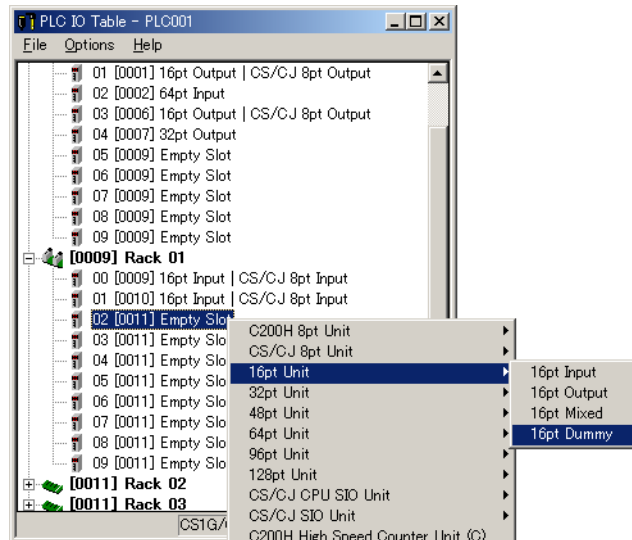 PLC IO Table - PLC001
File Options Help
01 [0001] 16pt Output | CS/CJ 8pt Output
02 [0002] 64pt Input
03 [0006] 16pt Output | CS/CJ 8pt Output
04 [0007] 32pt Output
05 [0009] Empty Slot
06 [0009] Empty Slot
07 [0009] Empty Slot
08 [0009] Empty Slot
09 [0009] Empty Slot
[0009] Rack 01
00 [0009] 16pt Input | CS/CJ 8pt Input
01 [0010] 16pt Input | CS/CJ 8pt Input
02 [0011] Empty Slot
03 [0011] Empty Slo
04 [0011] Empty Slo
05 [0011] Empty Slo
06 [0011] Empty Slo
07 [0011] Empty Slo
08 [0011] Empty Slo
09 [0011] Empty Slo
[0011] Rack 02
[0011] Rack 03
CS1G/
C200H 8pt Unit
CS/CJ 8pt Unit
16pt Unit
32pt Unit
48pt Unit
64pt Unit
96pt Unit
128pt Unit
CS/CJ CPU SIO Unit
CS/CJ SIO Unit
C200H High Speed Counter Unit (C)
16pt Input
16pt Output
16pt Mixed
16pt Dummy